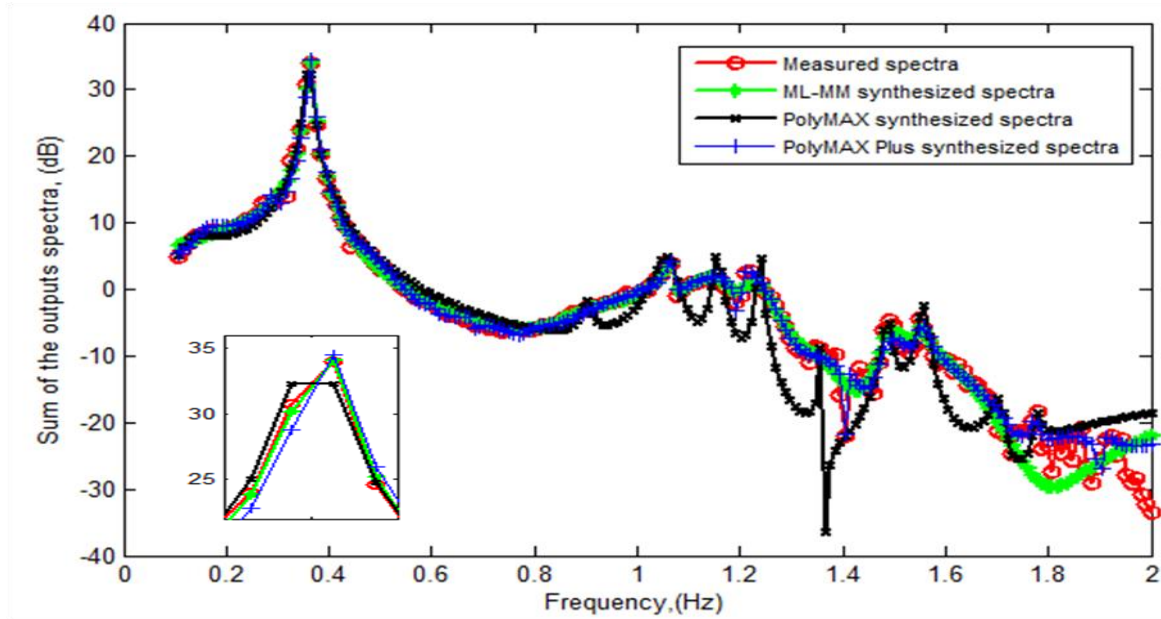 40
30
20
10
0
-10
-20
-30
-40
Sum of the outputs spectra, (dB)
Measured spectra
ML-MM synthesized spectra
PolyMAX synthesized spectra
PolyMAX Plus synthesized spectra
35
30
25
0 0.2 0.4 0.6 0.8 1 1.2 1.4 1.6 1.8 2
Frequency,(Hz)